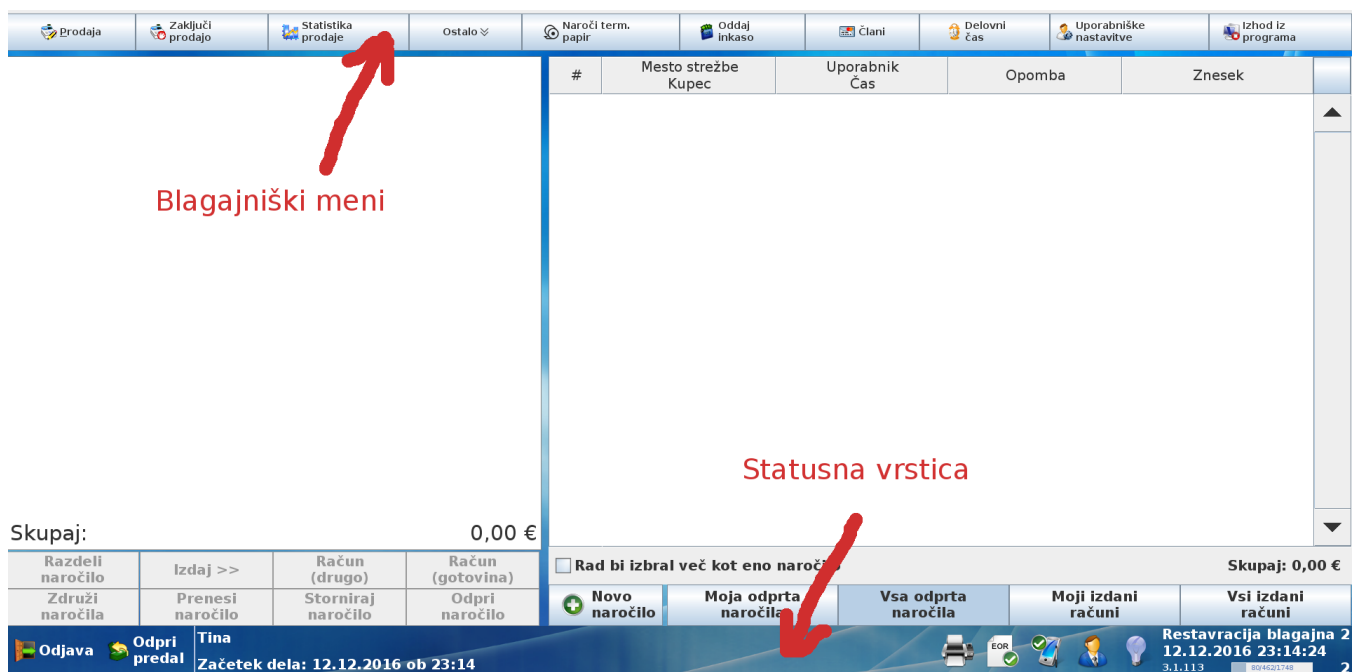 Prodaja
Zaključi
prodajo
Statistika
prodaje
Ostalo
Naroči term.
papir
Oddaj
inkaso
Člani
Delovni
čas
Uporabniške
nastavitve
Izhod iz
programa
Blagajniški meni
Skupaj: 0,00 €
Razdeli
naročilo
Izdaj >>
Račun
(drugo)
Račun
(gotovina)
Združi
naročila
Prenesi
naročilo
Storniraj
naročilo
Odpri
naročilo
# Mesto strežbe
Kupec
Uporabnik
Čas
Opomba
Znesek
Statusna vrstica
Rad bi izbral več kot eno
Skupaj: 0,00 €
Novo
naročilo
Moja odprta
Vsa odprta
naročila
Moji izdani
računi
Vsi izdani
računi
Odjava
Odpri
predal
Tina
Začetek dela: 12.12.2016 ob 23:14
EOR
Restavracija blagajna 2
12.12.2016 23:14:24
3.1.113 80/462/1748 2